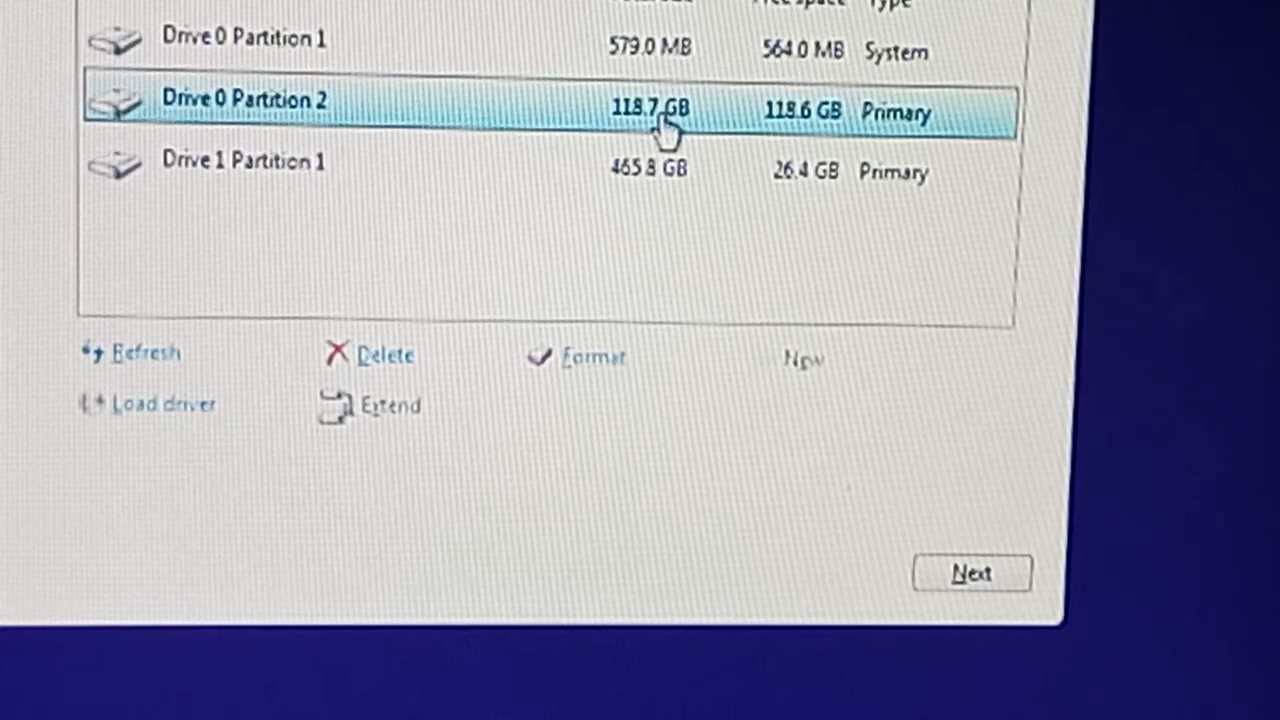 Type
Drive 0 Partition 1 579.0 MB 564.0 MB System
Drive 0 Partition 2 118.7 GB 118.6 GB Primary
Drive 1 Partition 1 465.8 GB 26.4 GB Primary
Refresh Delete Format New
Load driver Extend
Next